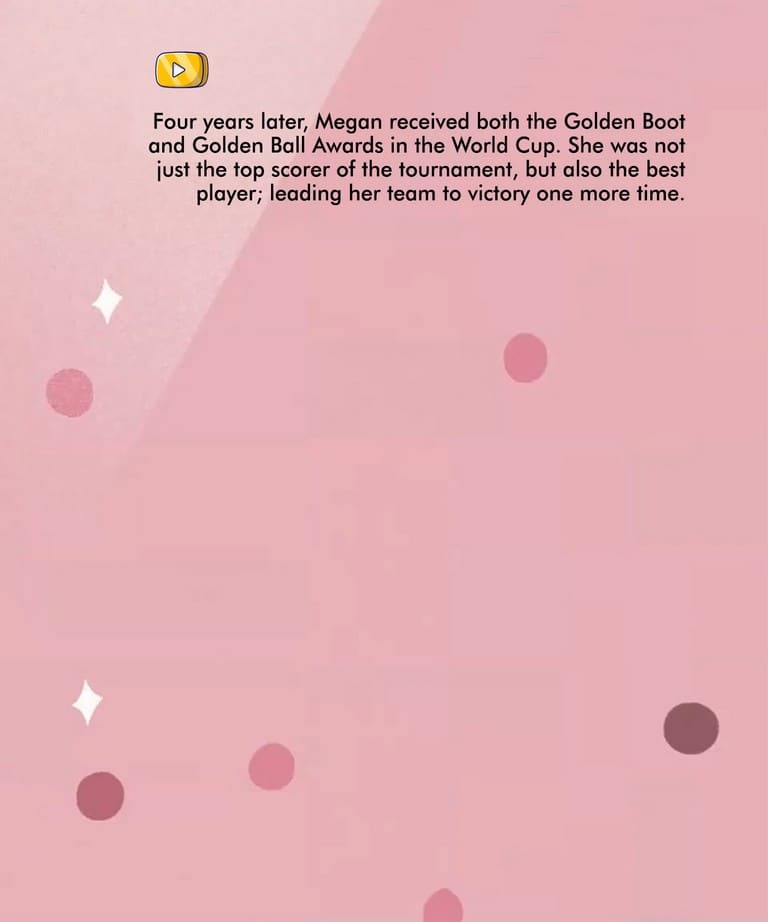 Four years later, Megan received both the Golden Boot
and Golden Ball Awards in the World Cup. She was not
just the top scorer of the tournament, but also the best
player; leading her team to victory one more time.